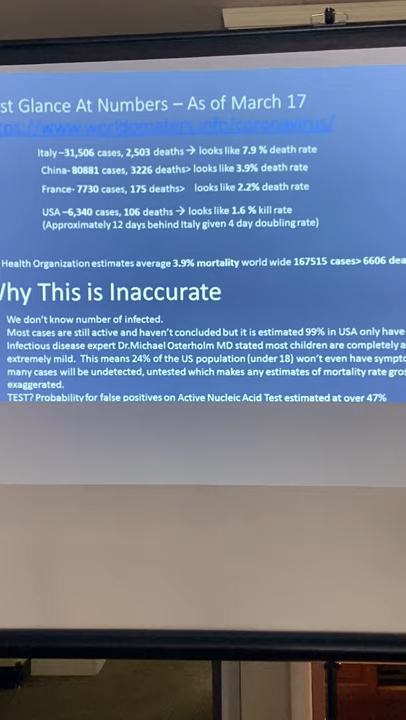 st Glance At Numbers – As of March 17
ps://www.worldometers.info/coronavirus/
Italy –31,506 cases, 2,503 deaths → looks like 7.9 % death rate
China- 80881 cases, 3226 deaths> looks like 3.9% death rate
France- 7730 cases, 175 deaths> looks like 2.2% death rate
USA –6,340 cases, 106 deaths → looks like 1.6 % kill rate
(Approximately 12 days behind Italy given 4 day doubling rate)
Health Organization estimates average 3.9% mortality world wide 167515 cases> 6606 dea
hy This is Inaccurate
We don't know number of infected.
Most cases are still active and haven't concluded but it is estimated 99% in USA only have
Infectious disease expert Dr.Michael Osterholm MD stated most children are completely a
extremely mild. This means 24% of the US population (under 18) won't even have sympto
many cases will be undetected, untested which makes any estimates of mortality rate gros
exaggerated.
TEST? Probability for false positives on Active Nucleic Acid Test estimated at over 47%